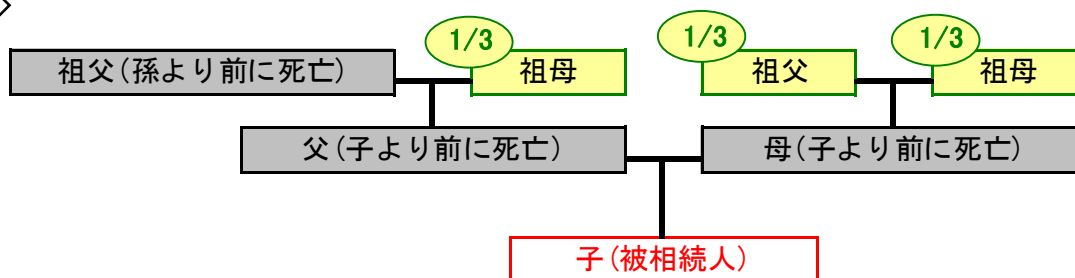 1/3
1/3
1/3
祖父(孫より前に死亡)
祖母
祖父
祖母
父(子より前に死亡)
母(子より前に死亡)
子(被相続人)